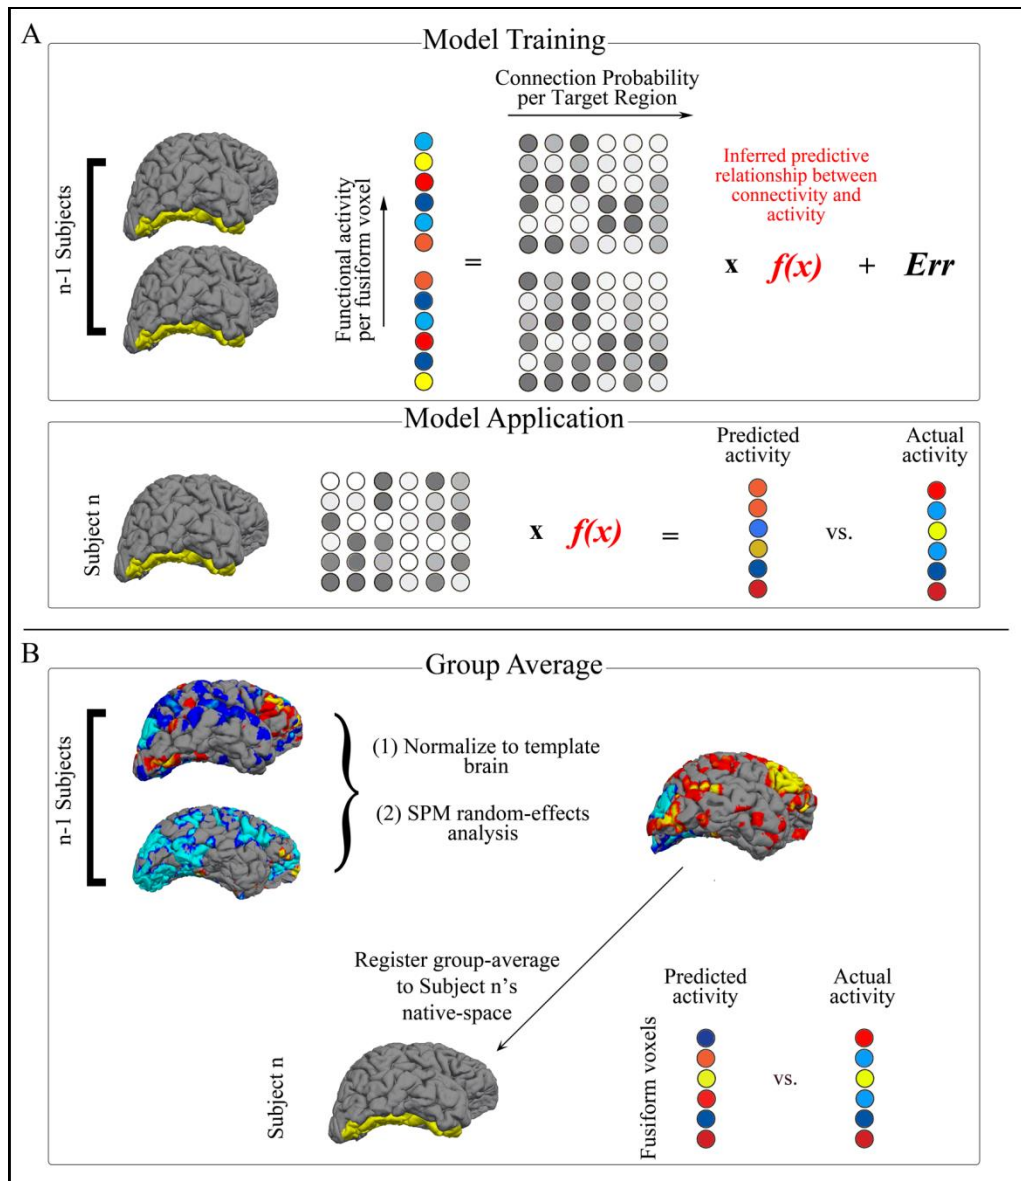 A
Model Training
n-1 Subjects
Functional activity
per fusiform voxel
=
Connection Probability
per Target Region
Inferred predictive
relationship between
connectivity and
activity
x f(x) + Err
Model Application
Subject n
x f(x) =
Predicted
activity
vs.
Actual
activity
B
Group Average
n-1 Subjects
(1) Normalize to template
brain
(2) SPM random-effects
analysis
Register group-average
to Subject n's
native-space
Subject n
Fusiform voxels
Predicted
activity
vs.
Actual
activity